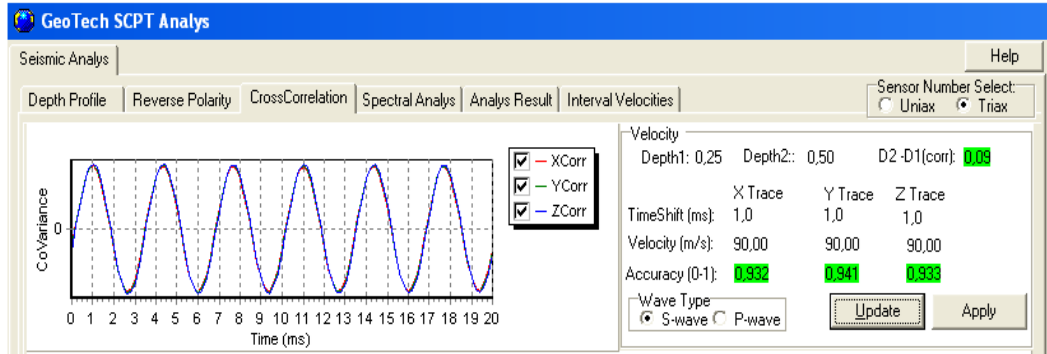 GeoTech SCPT Analys
Seismic Analys
Help
Depth Profile Reverse Polarity CrossCorrelation Spectral Analys Analys Result Interval Velocities
Sensor Number Select:
Uniax Triax
XCorr
YCorr
ZCorr
CoVariance
0
0 1 2 3 4 5 6 7 8 9 10 11 12 13 14 15 16 17 18 19 20
Time (ms)
Velocity
Depth1: 0,25 Depth2:: 0,50 D2 -D1(corr): 0,09
X Trace Y Trace Z Trace
TimeShift (ms): 1,0 1,0 1,0
Velocity (m/s): 90,00 90,00 90,00
Accuracy (0-1): 0,932 0,941 0,933
Wave Type
S-wave P-wave
Update Apply